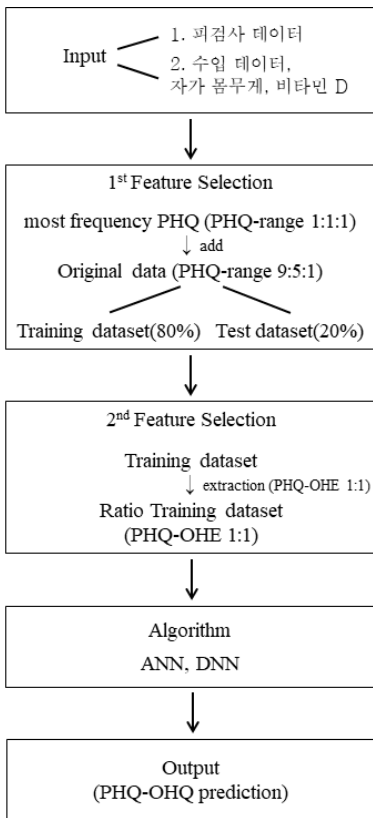 Input
1. 피검사 데이터
2. 수입 데이터,
자가 몸무게, 비타민 D
1st Feature Selection
most frequency PHQ (PHQ-range 1:1:1)
↓ add
Original data (PHQ-range 9:5:1)
Training dataset(80%) Test dataset(20%)
2nd Feature Selection
Training dataset
↓ extraction (PHQ-OHE 1:1)
Ratio Training dataset
(PHQ-OHE 1:1)
Algorithm
ANN, DNN
Output
(PHQ-OHQ prediction)